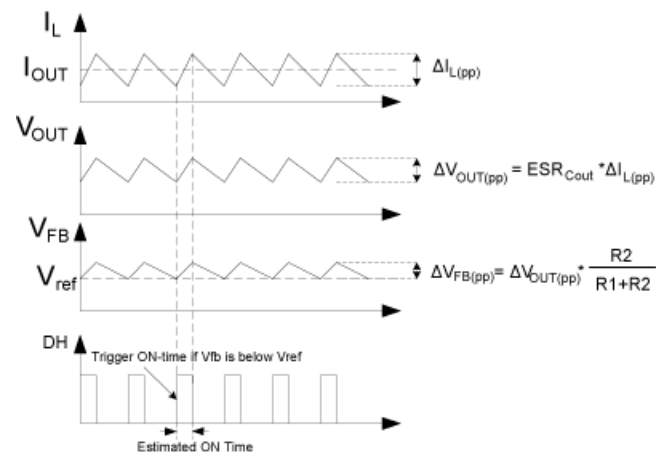 I_L
I_OUT
ΔI_L(pp)
V_OUT
ΔV_OUT(pp) = ESR_Cout *ΔI_L(pp)
V_FB
V_ref
ΔV_FB(pp)= ΔV_OUT(pp)* R2
R1+R2
DH
Trigger ON-time if Vfb is below Vref
Estimated ON Time